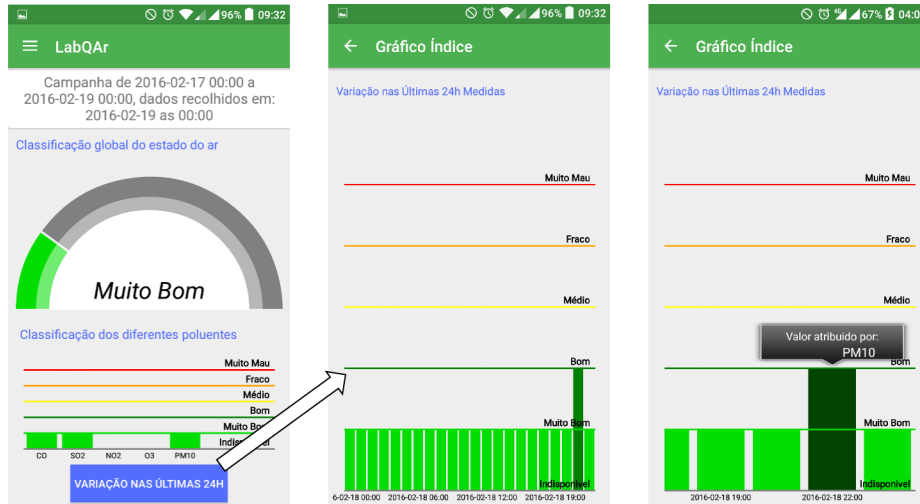 96% 09:32
LabQAr
Campanha de 2016-02-17 00:00 a
2016-02-19 00:00, dados recolhidos em:
2016-02-19 as 00:00
Classificação global do estado do ar
Muito Bom
Classificação dos diferentes poluentes
Muito Mau
Fraco
Médio
Bom
Muito Bom
Indisponivel
CO SO2 NO2 O3 PM10
VARIAÇÃO NAS ÚLTIMAS 24H
96% 09:32
Gráfico Índice
Variação nas Últimas 24h Medidas
Muito Mau
Fraco
Médio
Bom
Muito Bom
Indisponivel
6-02-18 00:00 2016-02-18 06:00 2016-02-18 12:00 2016-02-18 19:00
4G 67% 04:0
Gráfico Índice
Variação nas Últimas 24h Medidas
Muito Mau
Fraco
Médio
Valor atribuido por:
PM10
Bom
Muito Bom
Indisponivel
2016-02-18 19:00 2016-02-18 22:00